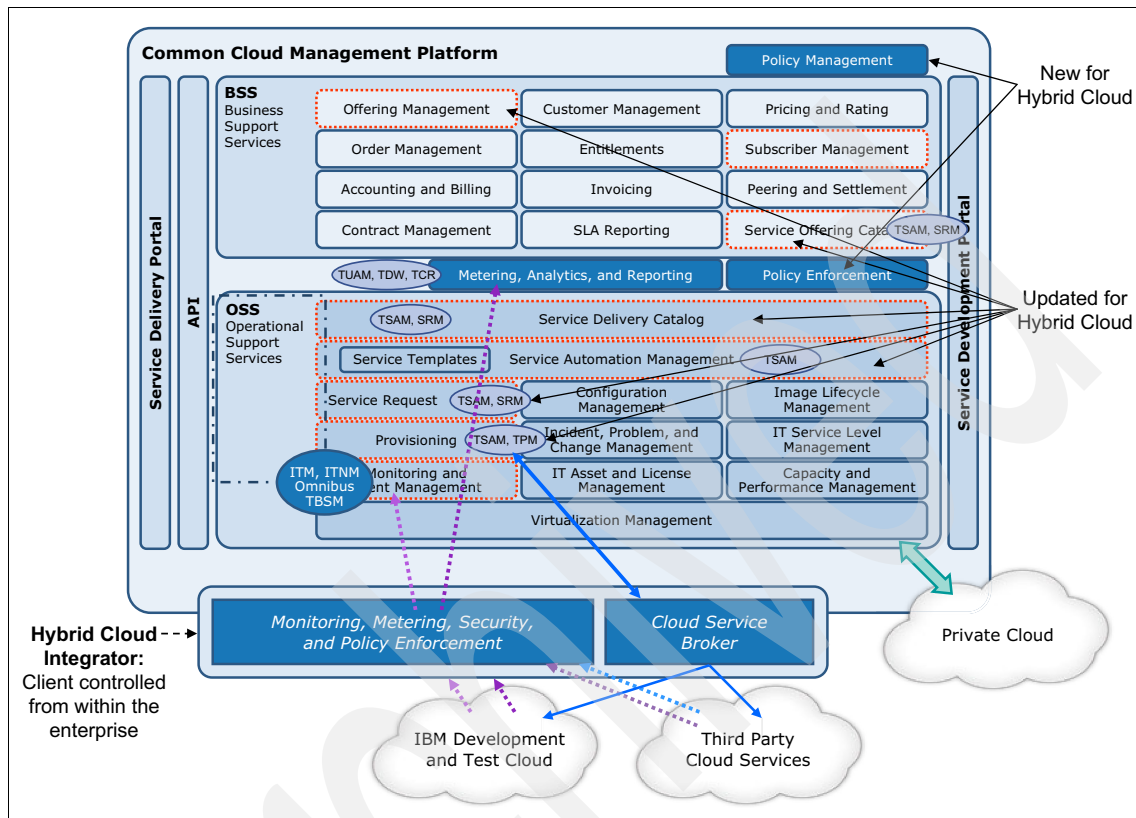 Common Cloud Management Platform
Policy Management
New for
Hybrid Cloud
Service Delivery Portal
API
BSS
Business
Support
Services
Offering Management
Customer Management
Pricing and Rating
Order Management
Entitlements
Subscriber Management
Accounting and Billing
Invoicing
Peering and Settlement
Contract Management
SLA Reporting
Service Offering Cata
TSAM, SRM
Service Development Portal
TUAM, TDW, TCR
Metering, Analytics, and Reporting
Policy Enforcement
Updated for
Hybrid Cloud
OSS
Operational
Support
Services
TSAM, SRM
Service Delivery Catalog
Service Templates
Service Automation Management
TSAM
Service Request
TSAM, SRM
Configuration
Management
Image Lifecycle
Management
Provisioning
TSAM, TPM
Incident, Problem, and
Change Management
IT Service Level
Management
ITM, ITNM
Omnibus
TBSM
Monitoring and
ent Management
IT Asset and License
Management
Capacity and
Performance Management
Virtualization Management
Hybrid Cloud
Integrator:
Client controlled
from within the
enterprise
Monitoring, Metering, Security,
and Policy Enforcement
Cloud Service
Broker
Private Cloud
IBM Development
and Test Cloud
Third Party
Cloud Services